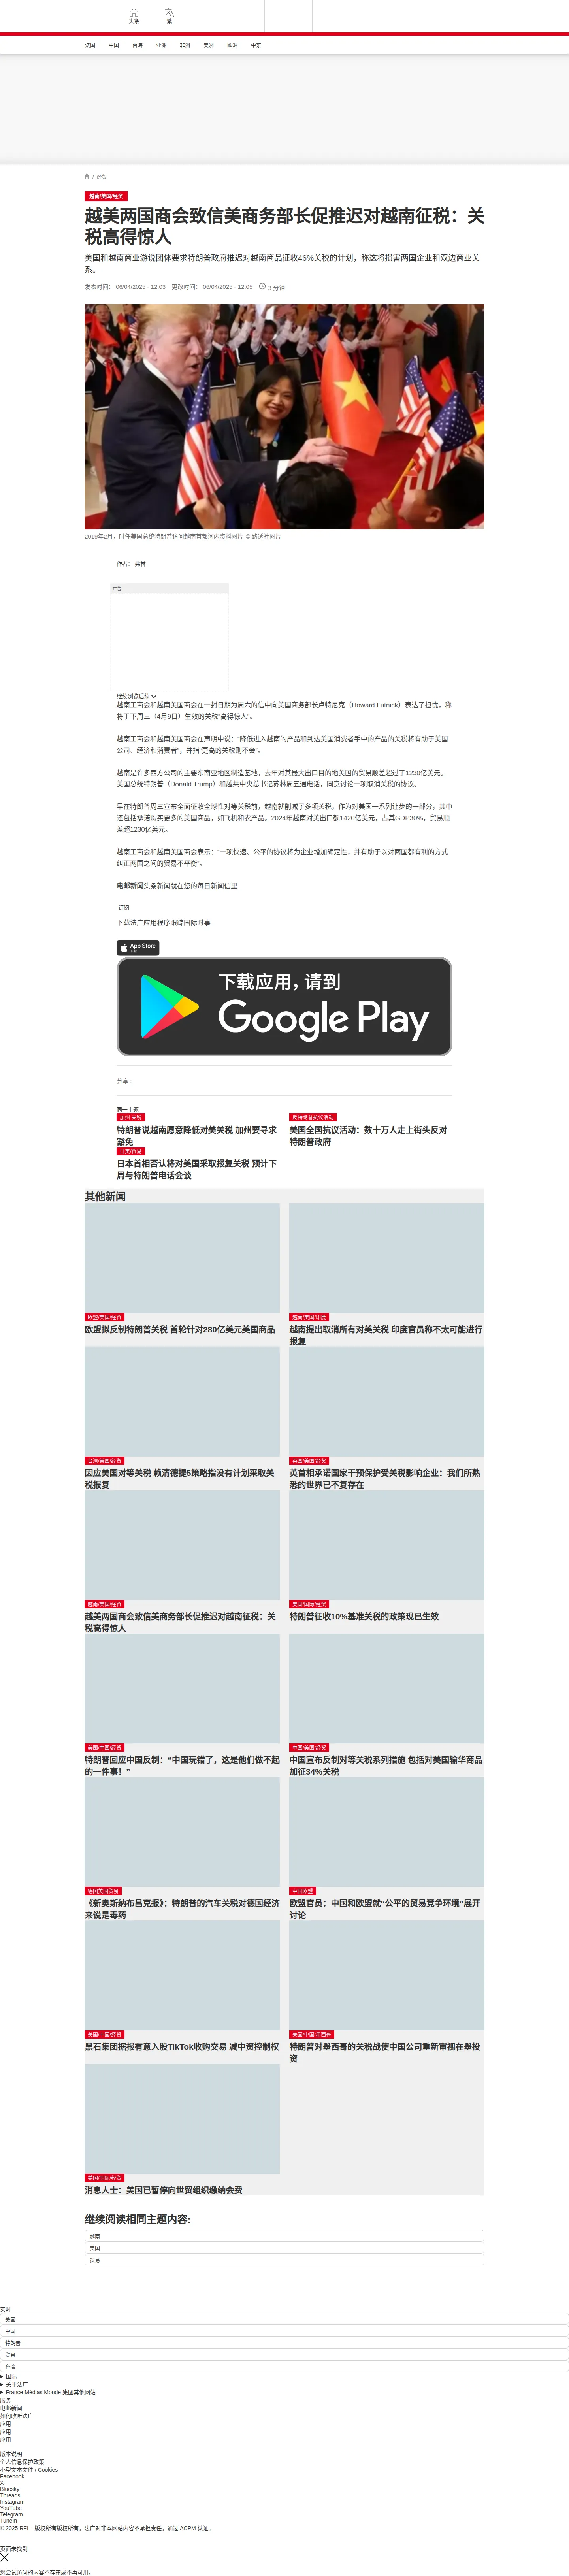 头条
繁
法国
中国
台海
亚洲
非洲
美洲
欧洲
中东
/ 越贸
越南/美国/经贸
越美两国商会致信美商务部长促推迟对越南征税：关
税高得惊人
美国和越南商业游说团体要求特朗普政府推迟对越南商品征收46%关税的计划，称这将损害两国企业和双边商业关
系。
发表时间： 06/04/2025 - 12:03 更改时间： 06/04/2025 - 12:05 3 分钟
2019年2月，时任美国总统特朗普访问越南首都河内资料图片 © 路透社图片
作者： 弗林
广告
继续浏览后续
越南工商会和越南美国商会在一封日期为周六的信中向美国商务部长卢特尼克（Howard Lutnick）表达了担忧，称
将于下周三（4月9日）生效的关税“高得惊人”。
越南工商会和越南美国商会在声明中说：“降低进入越南的产品和到达美国消费者手中的产品的关税将有助于美国
公司、经济和消费者”，并指“更高的关税则不会”。
越南是许多西方公司的主要东南亚地区制造基地，去年对其最大出口目的地美国的贸易顺差超过了1230亿美元。
美国总统特朗普（Donald Trump）和越共中央总书记苏林周五通电话，同意讨论一项取消关税的协议。
早在特朗普周三宣布全面征收全球性对等关税前，越南就削减了多项关税，作为对美国一系列让步的一部分，其中
还包括承诺购买更多的美国商品，如飞机和农产品。2024年越南对美出口额1420亿美元，占其GDP30%，贸易顺
差超1230亿美元。
越南工商会和越南美国商会表示：“一项快速、公平的协议将为企业增加确定性，并有助于以对两国都有利的方式
纠正两国之间的贸易不平衡”。
电邮新闻头条新闻就在您的每日新闻信里
订阅
下载法广应用程序跟踪国际时事
App Store
下载
下载应用，请到
Google Play
分享 :
同一主题
加州 关税
特朗普说越南愿意降低对美关税 加州要寻求
豁免
反特朗普抗议活动
美国全国抗议活动：数十万人走上街头反对
特朗普政府
日美/贸易
日本首相否认将对美国采取报复关税 预计下
周与特朗普电话会谈
其他新闻
欧盟/美国/经贸
欧盟拟反制特朗普关税 首轮针对280亿美元美国商品
越南/美国/印度
越南提出取消所有对美关税 印度官员称不太可能进行
报复
台湾/美国/经贸
因应美国对等关税 赖清德提5策略指没有计划采取关
税报复
英国/美国/经贸
英首相承诺国家干预保护受关税影响企业：我们所熟
悉的世界已不复存在
越南/美国/经贸
越美两国商会致信美商务部长促推迟对越南征税：关
税高得惊人
美国/国际/经贸
特朗普征收10%基准关税的政策现已生效
美国/中国/经贸
特朗普回应中国反制：“中国玩错了，这是他们做不起
的一件事！”
中国/美国/经贸
中国宣布反制对等关税系列措施 包括对美国输华商品
加征34%关税
德国美国贸易
《新奥斯纳布吕克报》：特朗普的汽车关税对德国经济
来说是毒药
中国欧盟
欧盟官员：中国和欧盟就“公平的贸易竞争环境”展开
讨论
美国/中国/经贸
黑石集团据报有意入股TikTok收购交易 减中资控制权
美国/中国/墨西哥
特朗普对墨西哥的关税战使中国公司重新审视在墨投
资
美国/国际/经贸
消息人士：美国已暂停向世贸组织缴纳会费
继续阅读相同主题内容:
越南
美国
贸易
实时
美国
中国
特朗普
贸易
台湾
国际
关于法广
France Médias Monde 集团其他网站
服务
电邮新闻
如何收听法广
应用
应用
应用
版本说明
个人信息保护政策
小型文本文件 / Cookies
Facebook
X
Bluesky
Threads
Instagram
YouTube
Telegram
TuneIn
© 2025 RFI – 版权所有版权所有。法广对非本网站内容不承担责任。通过 ACPM 认证。
页面未找到
您尝试访问的内容不存在或不再可用。